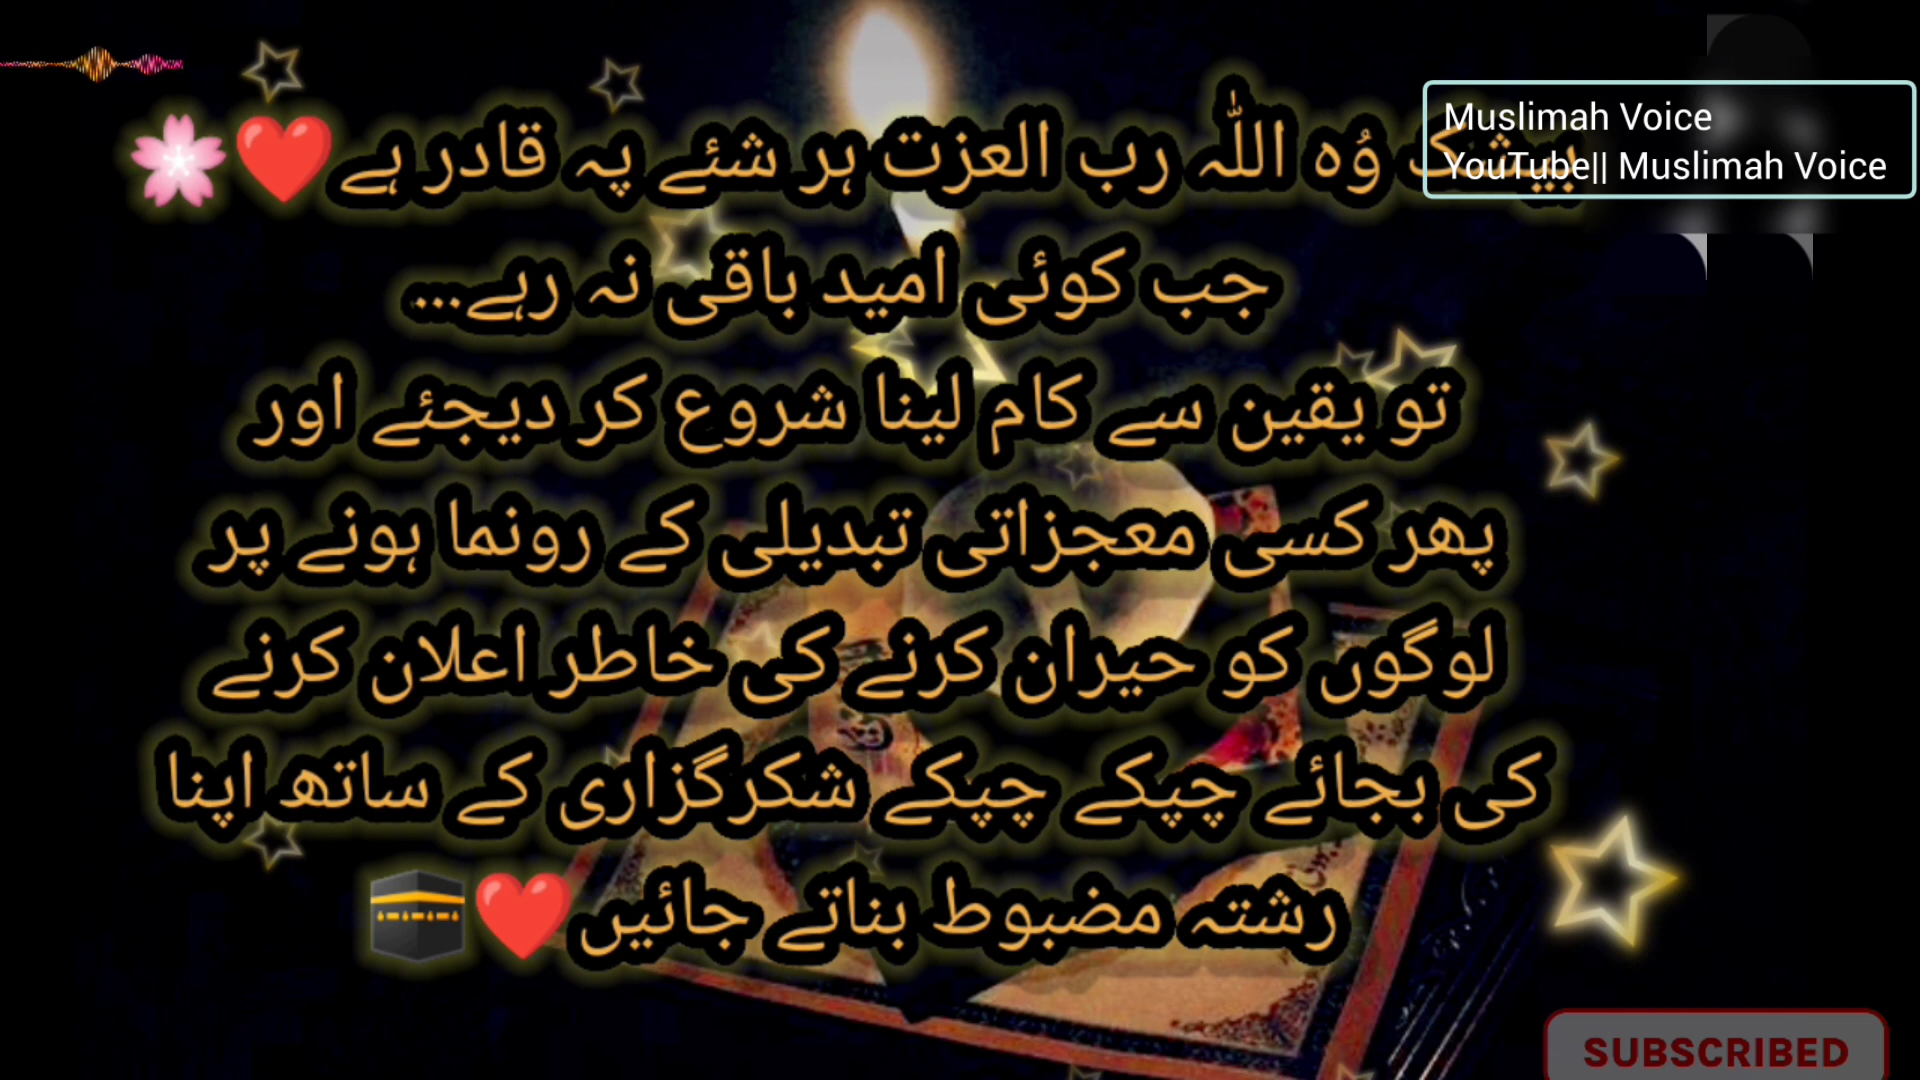 Muslimah Voice
YouTube|| Muslimah Voice
بیشک وُہ اللّٰہ رب العزت ہر شئے پہ قادر ہے❤️🌸
جب کوئی امید باقی نہ رہے...
تو یقین سے کام لینا شروع کر دیجئے اور
پھر کسی معجزاتی تبدیلی کے رونما ہونے پر
لوگوں کو حیران کرنے کی خاطر اعلان کرنے
کی بجائے چپکے چپکے شکرگزاری کے ساتھ اپنا
رشتہ مضبوط بناتے جائیں❤️🕋
SUBSCRIBED